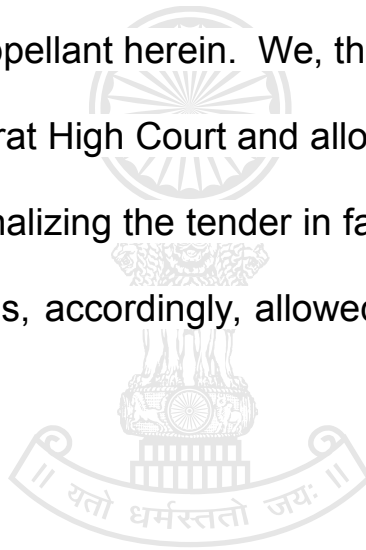 ppellant herein. We, th
rat High Court and allo
nalizing the tender in fa
s, accordingly, allowed
॥ यतो धर्मस्ततो जयः ॥